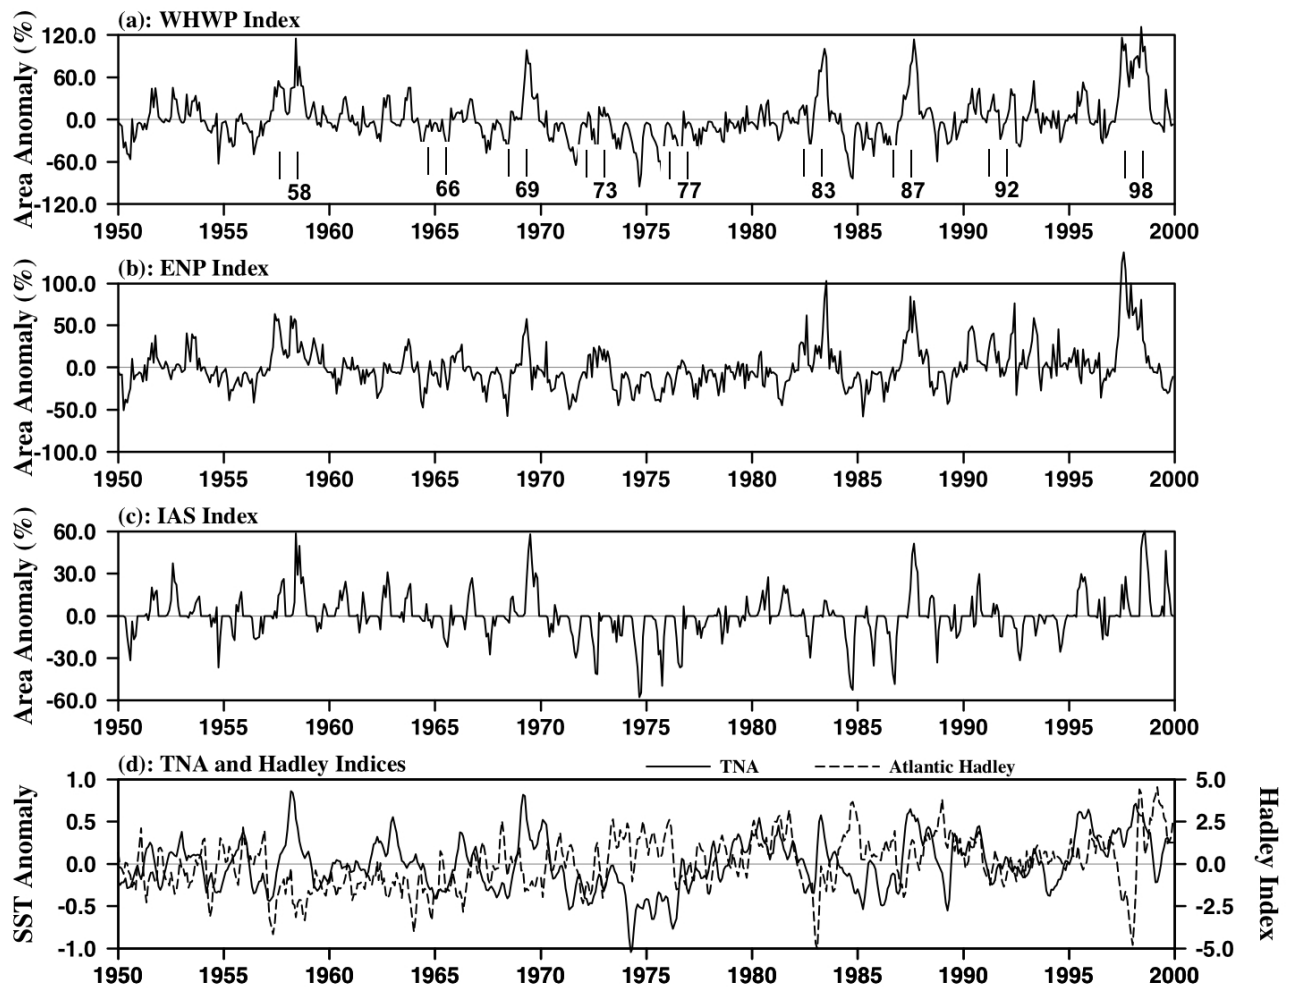 (a): WHWP Index
Area Anomaly (%)
120.0
60.0
0.0
-60.0
-120.0
58 66 69 73 77 83 87 92 98
1950 1955 1960 1965 1970 1975 1980 1985 1990 1995 2000
(b): ENP Index
Area Anomaly (%)
100.0
50.0
0.0
-50.0
-100.0
1950 1955 1960 1965 1970 1975 1980 1985 1990 1995 2000
(c): IAS Index
Area Anomaly (%)
60.0
30.0
0.0
-30.0
-60.0
1950 1955 1960 1965 1970 1975 1980 1985 1990 1995 2000
(d): TNA and Hadley Indices
TNA
Atlantic Hadley
SST Anomaly
1.0
0.5
0.0
-0.5
-1.0
5.0
2.5
0.0
-2.5
-5.0
Hadley Index
1950 1955 1960 1965 1970 1975 1980 1985 1990 1995 2000